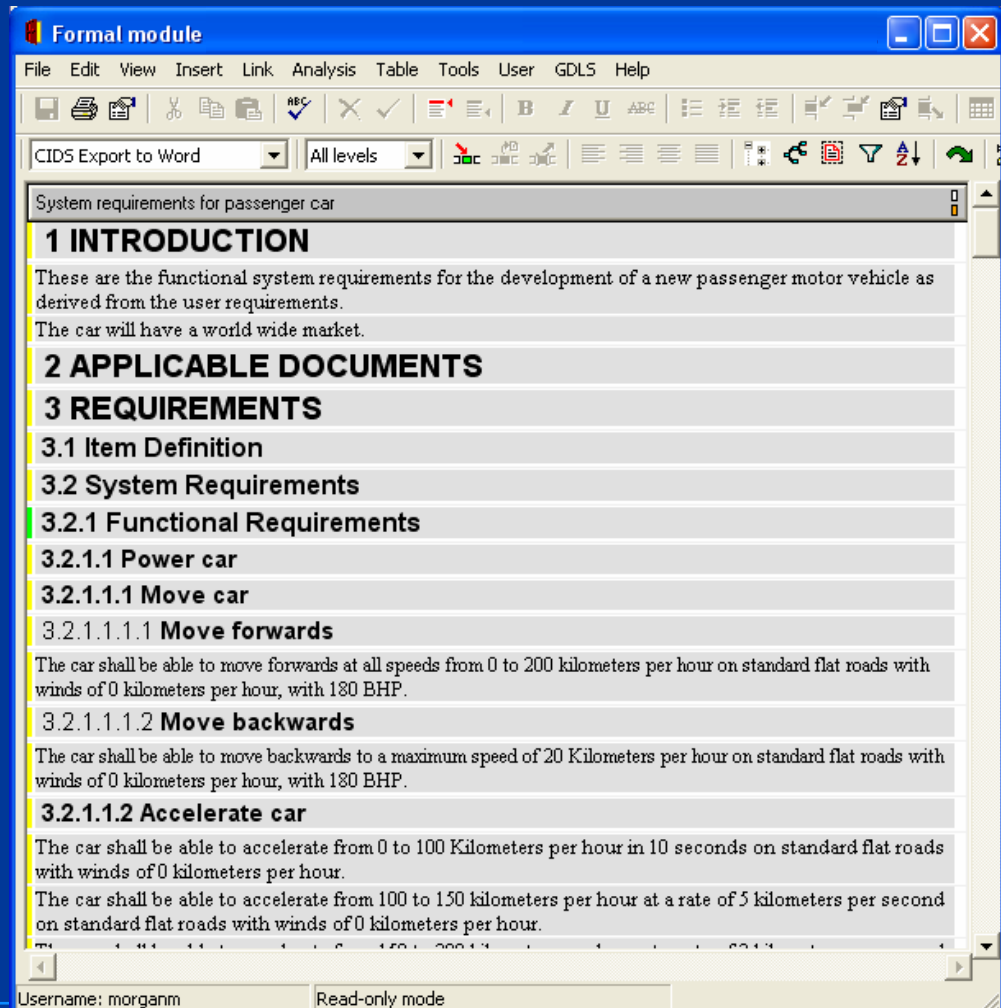 Formal module
File Edit View Insert Link Analysis Table Tools User GDLS Help
ABC B I U ABC
CIDS Export to Word All levels A Z
System requirements for passenger car
1 INTRODUCTION
These are the functional system requirements for the development of a new passenger motor vehicle as
derived from the user requirements.
The car will have a world wide market.
2 APPLICABLE DOCUMENTS
3 REQUIREMENTS
3.1 Item Definition
3.2 System Requirements
3.2.1 Functional Requirements
3.2.1.1 Power car
3.2.1.1.1 Move car
3.2.1.1.1.1 Move forwards
The car shall be able to move forwards at all speeds from 0 to 200 kilometers per hour on standard flat roads with
winds of 0 kilometers per hour, with 180 BHP.
3.2.1.1.1.2 Move backwards
The car shall be able to move backwards to a maximum speed of 20 Kilometers per hour on standard flat roads with
winds of 0 kilometers per hour, with 180 BHP.
3.2.1.1.2 Accelerate car
The car shall be able to accelerate from 0 to 100 Kilometers per hour in 10 seconds on standard flat roads
with winds of 0 kilometers per hour.
The car shall be able to accelerate from 100 to 150 kilometers per hour at a rate of 5 kilometers per second
on standard flat roads with winds of 0 kilometers per hour.
Username: morganm Read-only mode